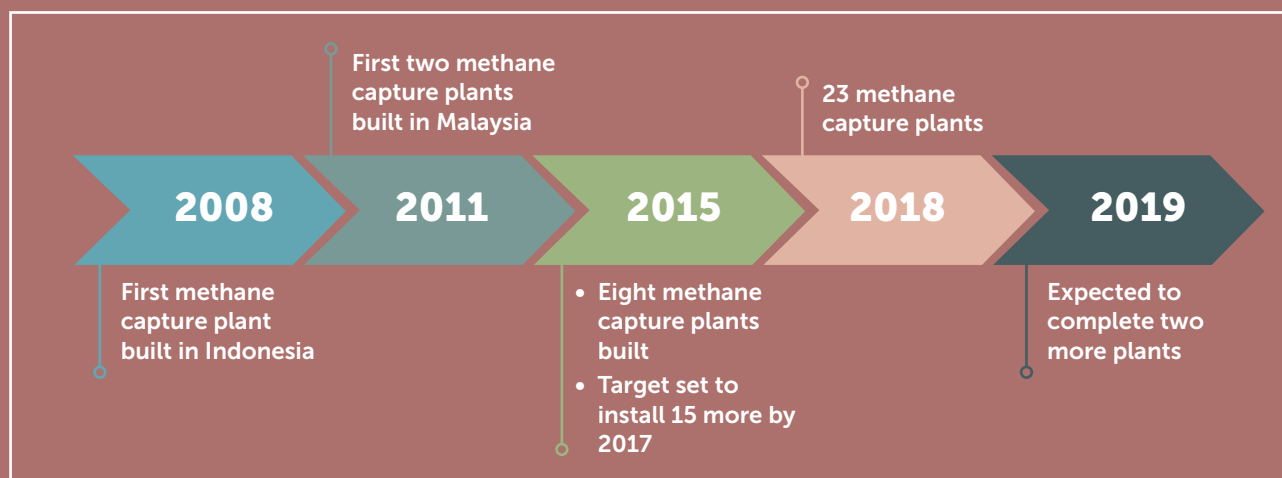 First two methane
capture plants
built in Malaysia
23 methane
capture plants
2008
2011
2015
2018
2019
First methane
capture plant
built in Indonesia
• Eight methane
capture plants
built
• Target set to
install 15 more by
2017
Expected to
complete two
more plants